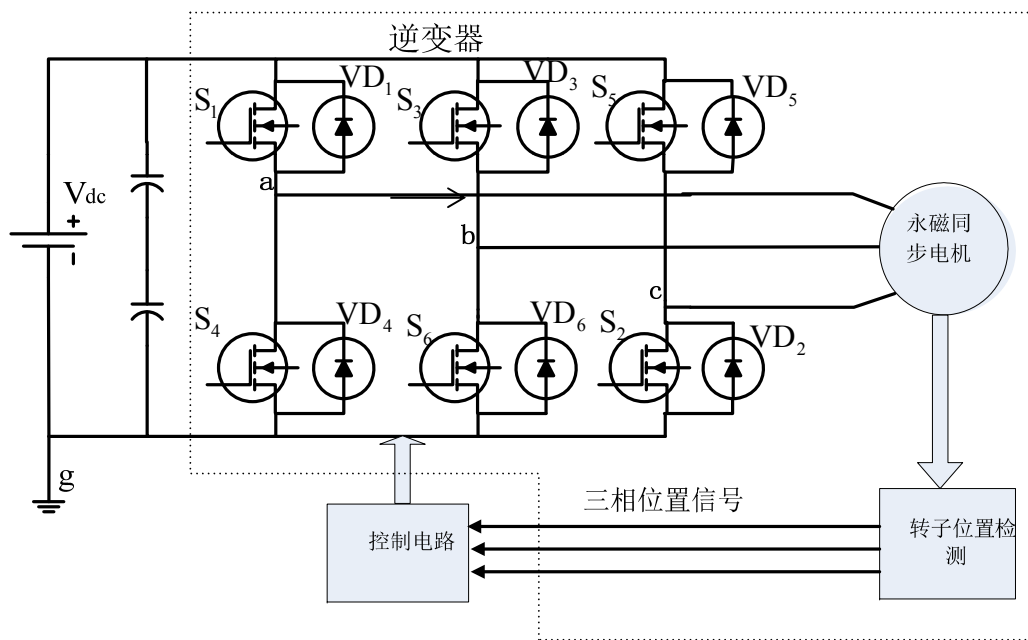 逆变器
S1
VD1
S3
VD3
S5
VD5
Vdc
+
-
a
b
c
永磁同
步电机
S4
VD4
S6
VD6
S2
VD2
g
三相位置信号
控制电路
转子位置检
测